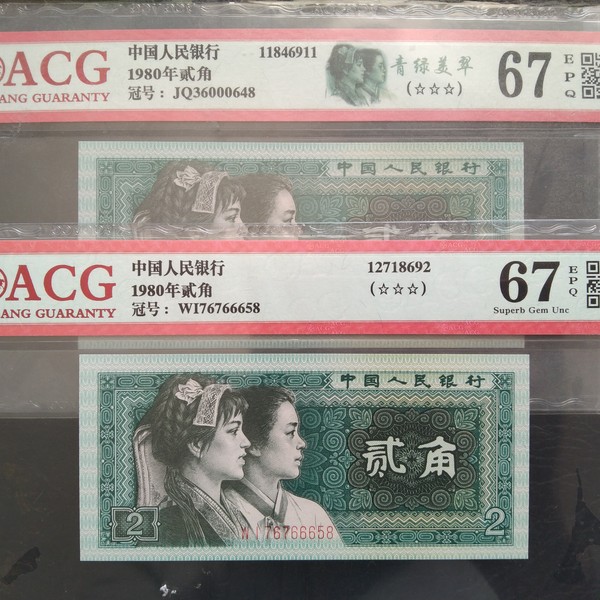 ACG
ANG GUARANTY
中国人民银行
1980年贰角
冠号：JQ36000648
11846911
青绿美翠
(☆☆☆)
67
EPQ
中国人民银行
贰角
ACG
ANG GUARANTY
中国人民银行
1980年贰角
冠号：WI76766658
12718692
(☆☆☆)
67
EPQ
Superb Gem Unc
中国人民银行
贰角
2
WI76766658
2